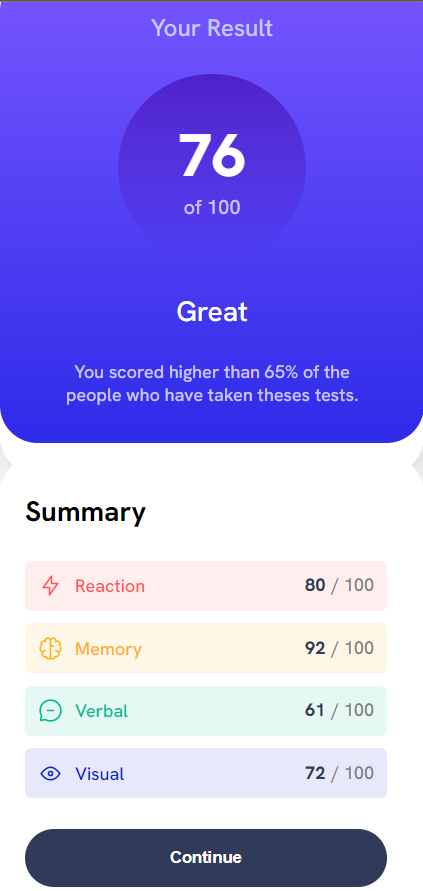 Your Result
76
of 100
Great
You scored higher than 65% of the
people who have taken theses tests.
Summary
Reaction 80 / 100
Memory 92 / 100
Verbal 61 / 100
Visual 72 / 100
Continue